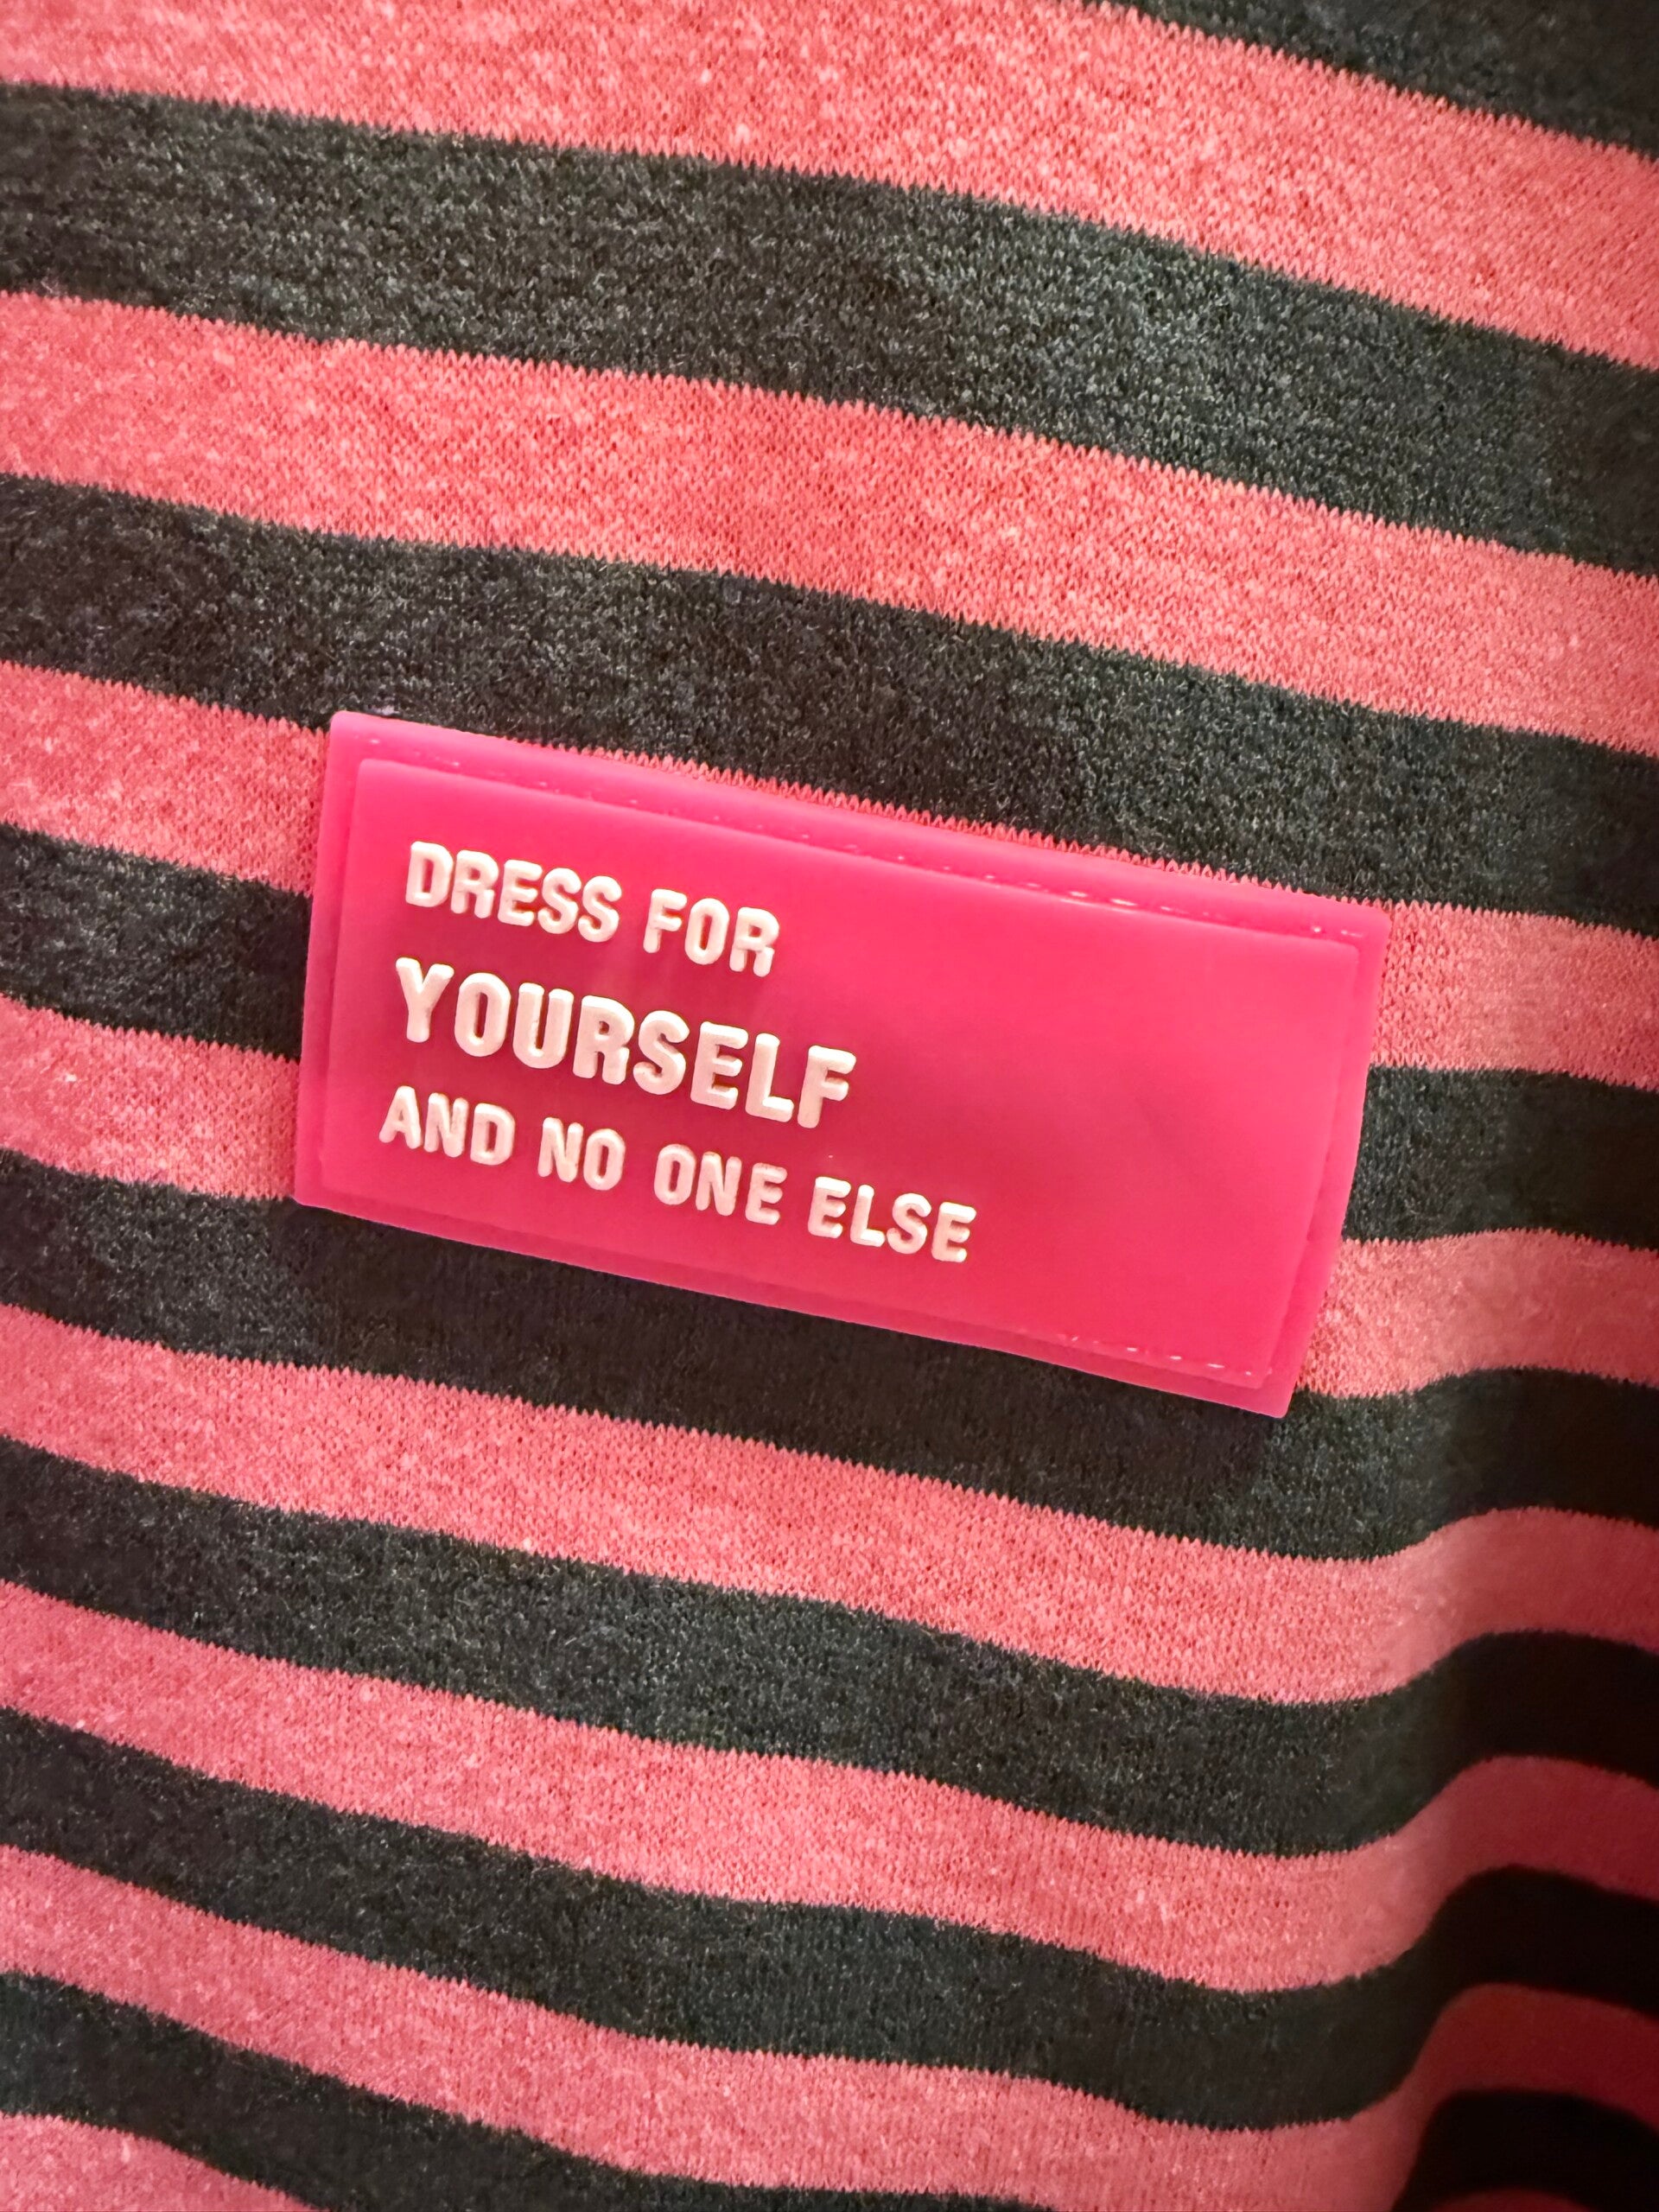 DRESS FOR
YOURSELF
AND NO ONE ELSE